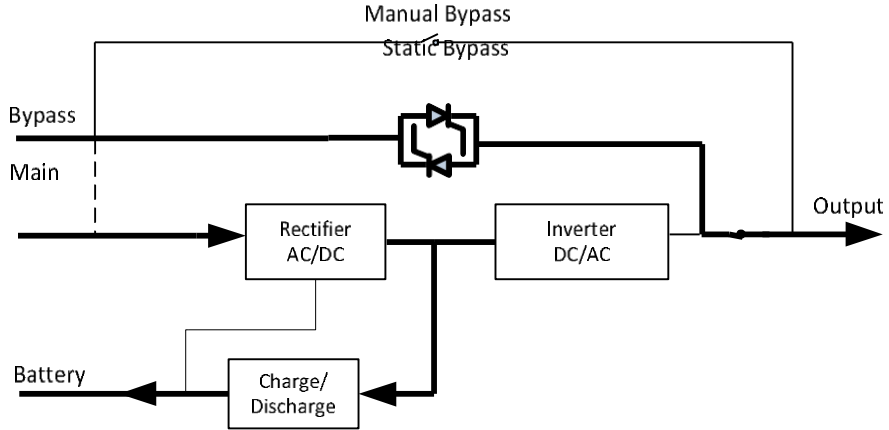 Manual Bypass
Static Bypass
Bypass
Main
Rectifier
AC/DC
Inverter
DC/AC
Output
Battery
Charge/
Discharge